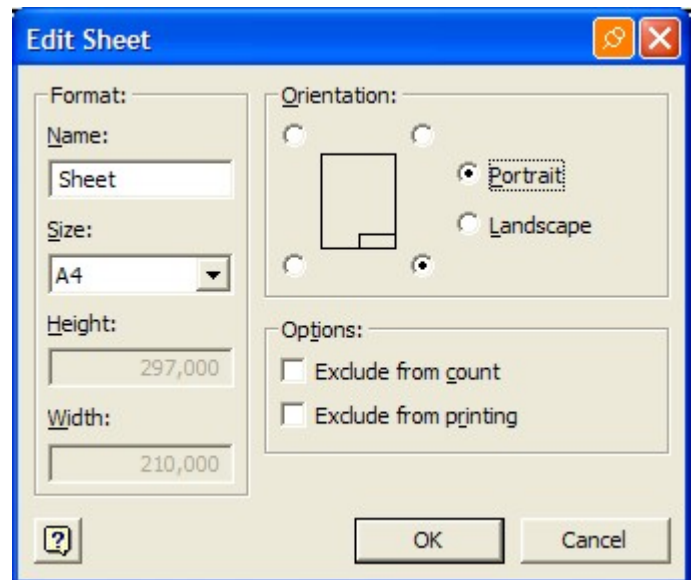 Edit Sheet
Format:
Name:
Sheet
Size:
A4
Height:
297,000
Width:
210,000
Orientation:
Portrait
Landscape
Options:
Exclude from count
Exclude from printing
?
OK
Cancel